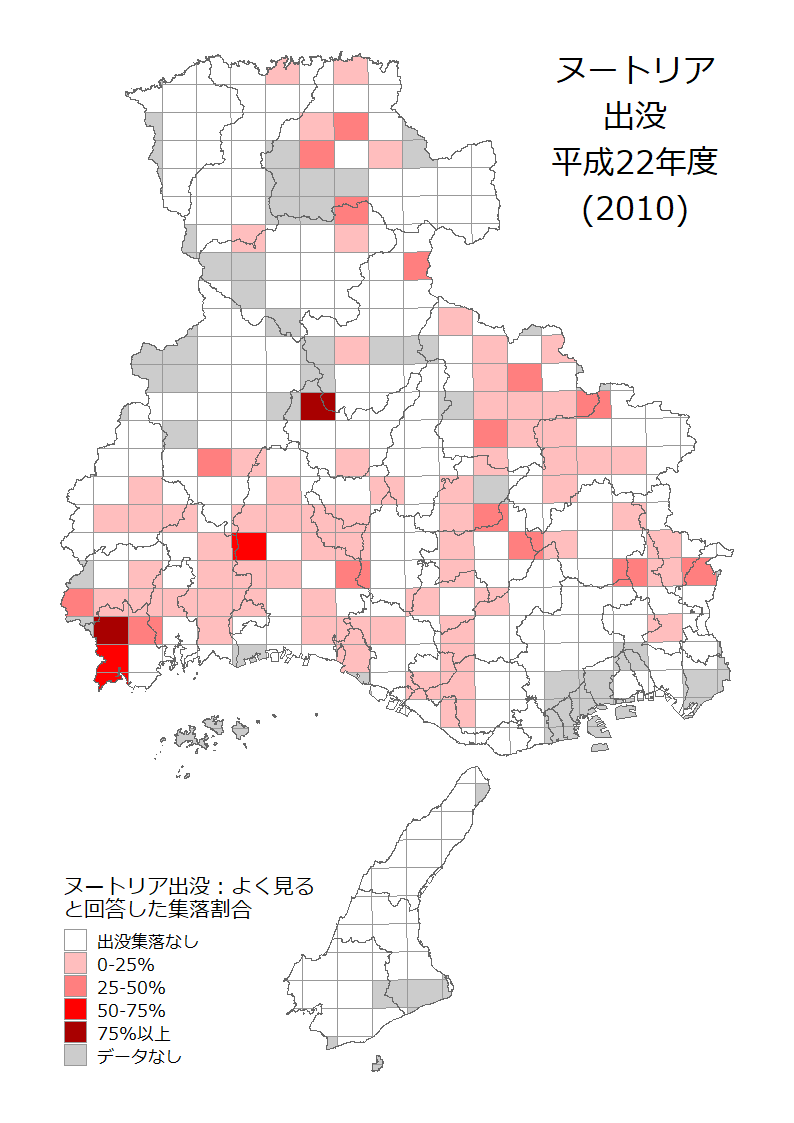 ヌートリア
出没
平成22年度
(2010)
ヌートリア出没：よく見る
と回答した集落割合
出没集落なし
0-25%
25-50%
50-75%
75%以上
データなし